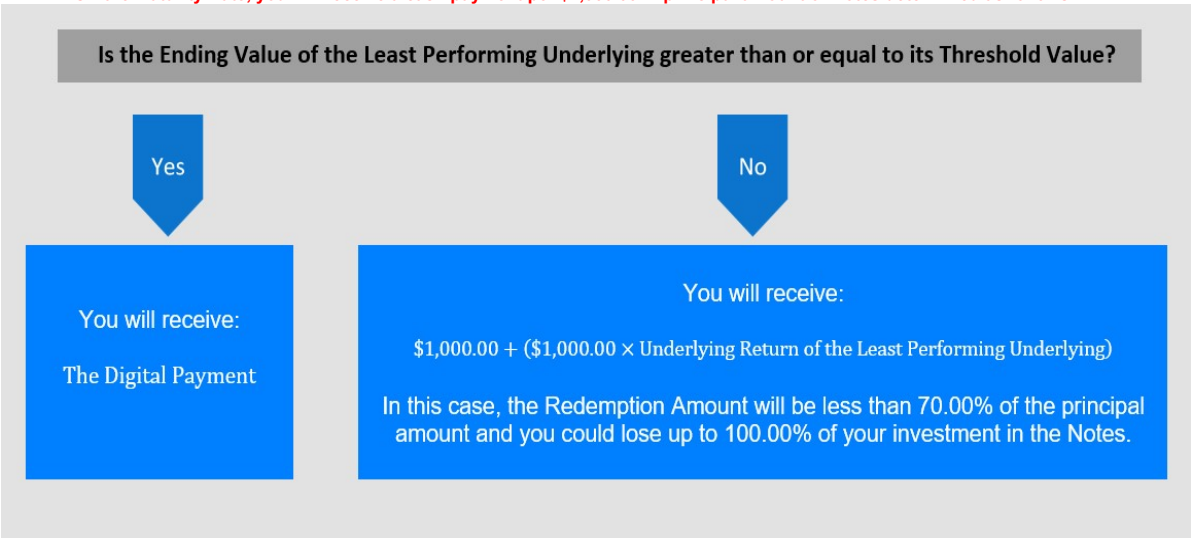 Is the Ending Value of the Least Performing Underlying greater than or equal to its Threshold Value?
Yes
No
You will receive:
The Digital Payment
You will receive:
$1,000.00 + ($1,000.00 × Underlying Return of the Least Performing Underlying)
In this case, the Redemption Amount will be less than 70.00% of the principal
amount and you could lose up to 100.00% of your investment in the Notes.